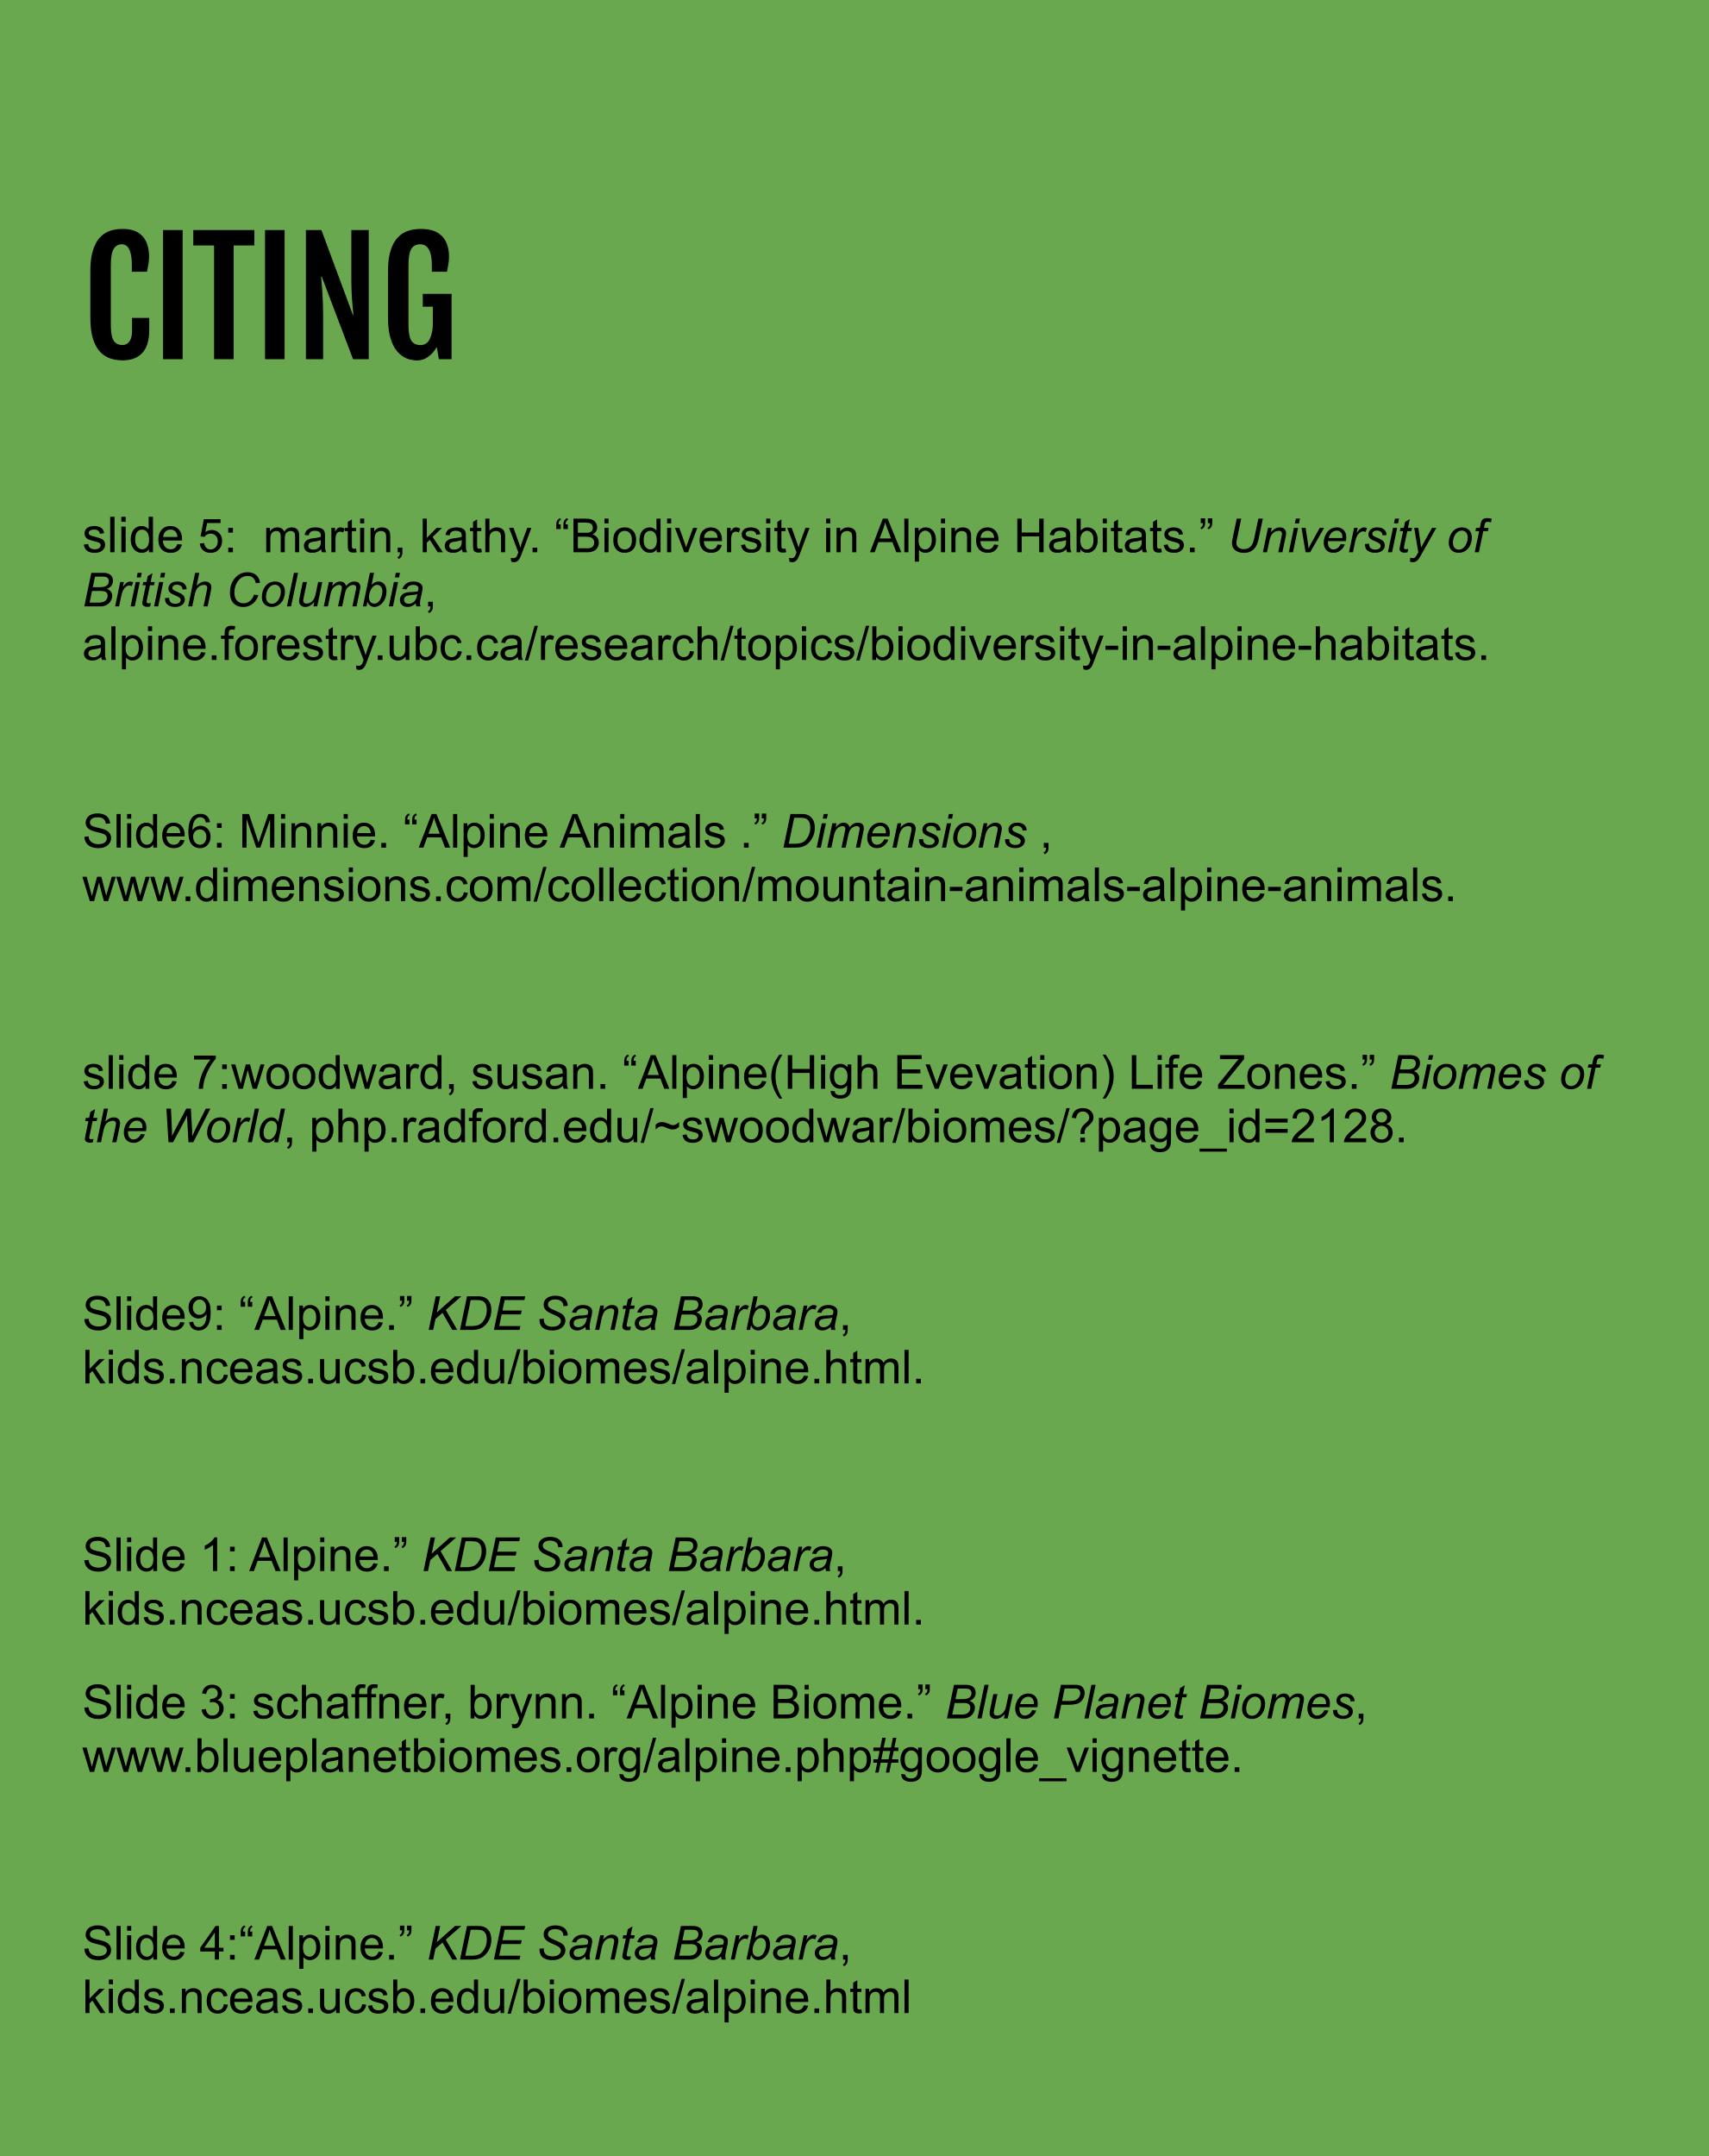 CITING
slide 5:  martin, kathy. “Biodiversity in Alpine Habitats.” University of
British Columbia,
alpine.forestry.ubc.ca/research/topics/biodiversity-in-alpine-habitats.
Slide6: Minnie. “Alpine Animals .” Dimensions ,
www.dimensions.com/collection/mountain-animals-alpine-animals.
slide 7:woodward, susan. “Alpine(High Evevation) Life Zones.” Biomes of
the World, php.radford.edu/~swoodwar/biomes/?page_id=2128.
Slide9: “Alpine.” KDE Santa Barbara,
kids.nceas.ucsb.edu/biomes/alpine.html.
Slide 1: Alpine.” KDE Santa Barbara,
kids.nceas.ucsb.edu/biomes/alpine.html.
Slide 3: schaffner, brynn. “Alpine Biome.” Blue Planet Biomes,
www.blueplanetbiomes.org/alpine.php#google_vignette.
Slide 4:“Alpine.” KDE Santa Barbara,
kids.nceas.ucsb.edu/biomes/alpine.html